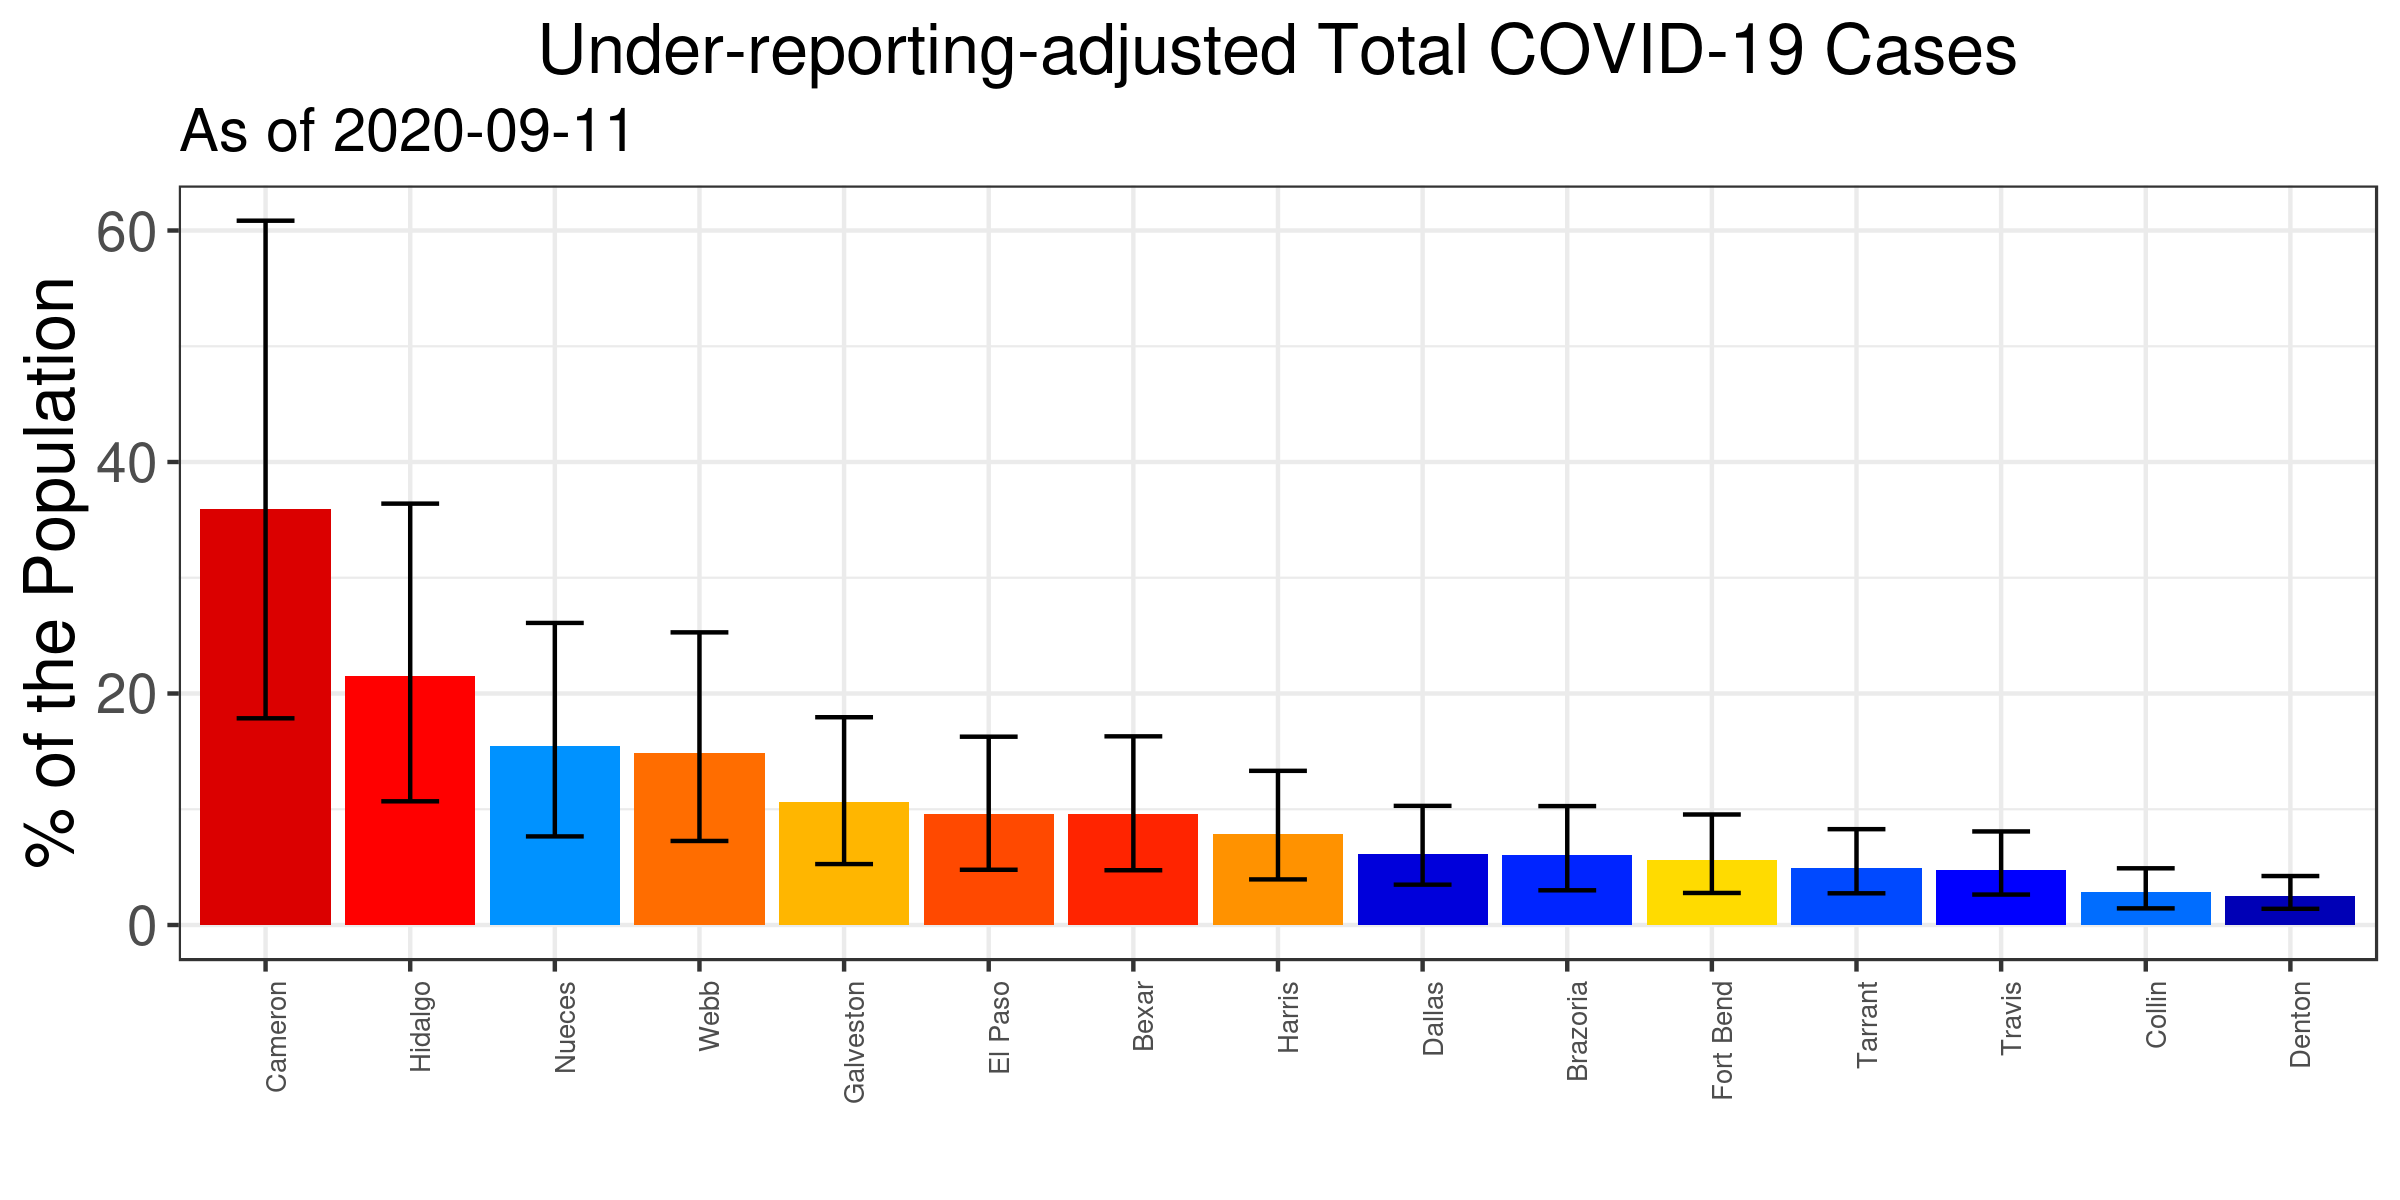 Under-reporting-adjusted Total COVID-19 Cases
As of 2020-09-11
% of the Population
60
40
20
0
Cameron
Hidalgo
Nueces
Webb
Galveston
El Paso
Bexar
Harris
Dallas
Brazoria
Fort Bend
Tarrant
Travis
Collin
Denton